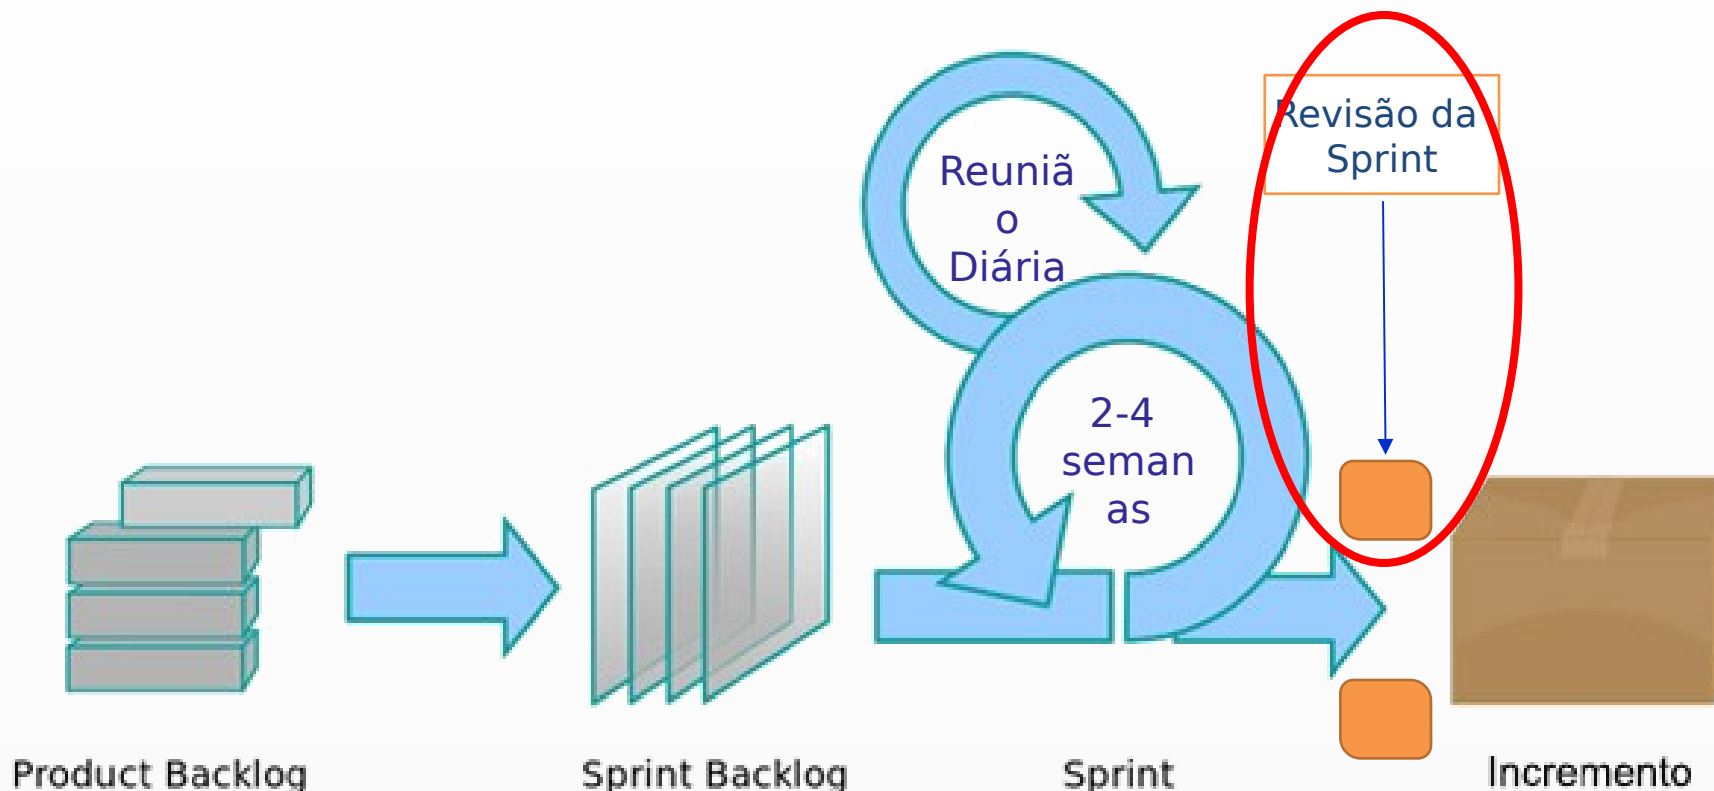 Revisão da
Sprint
Reuniã
o
Diária
2-4
seman
as
Product Backlog
Sprint Backlog
Sprint
Incremento